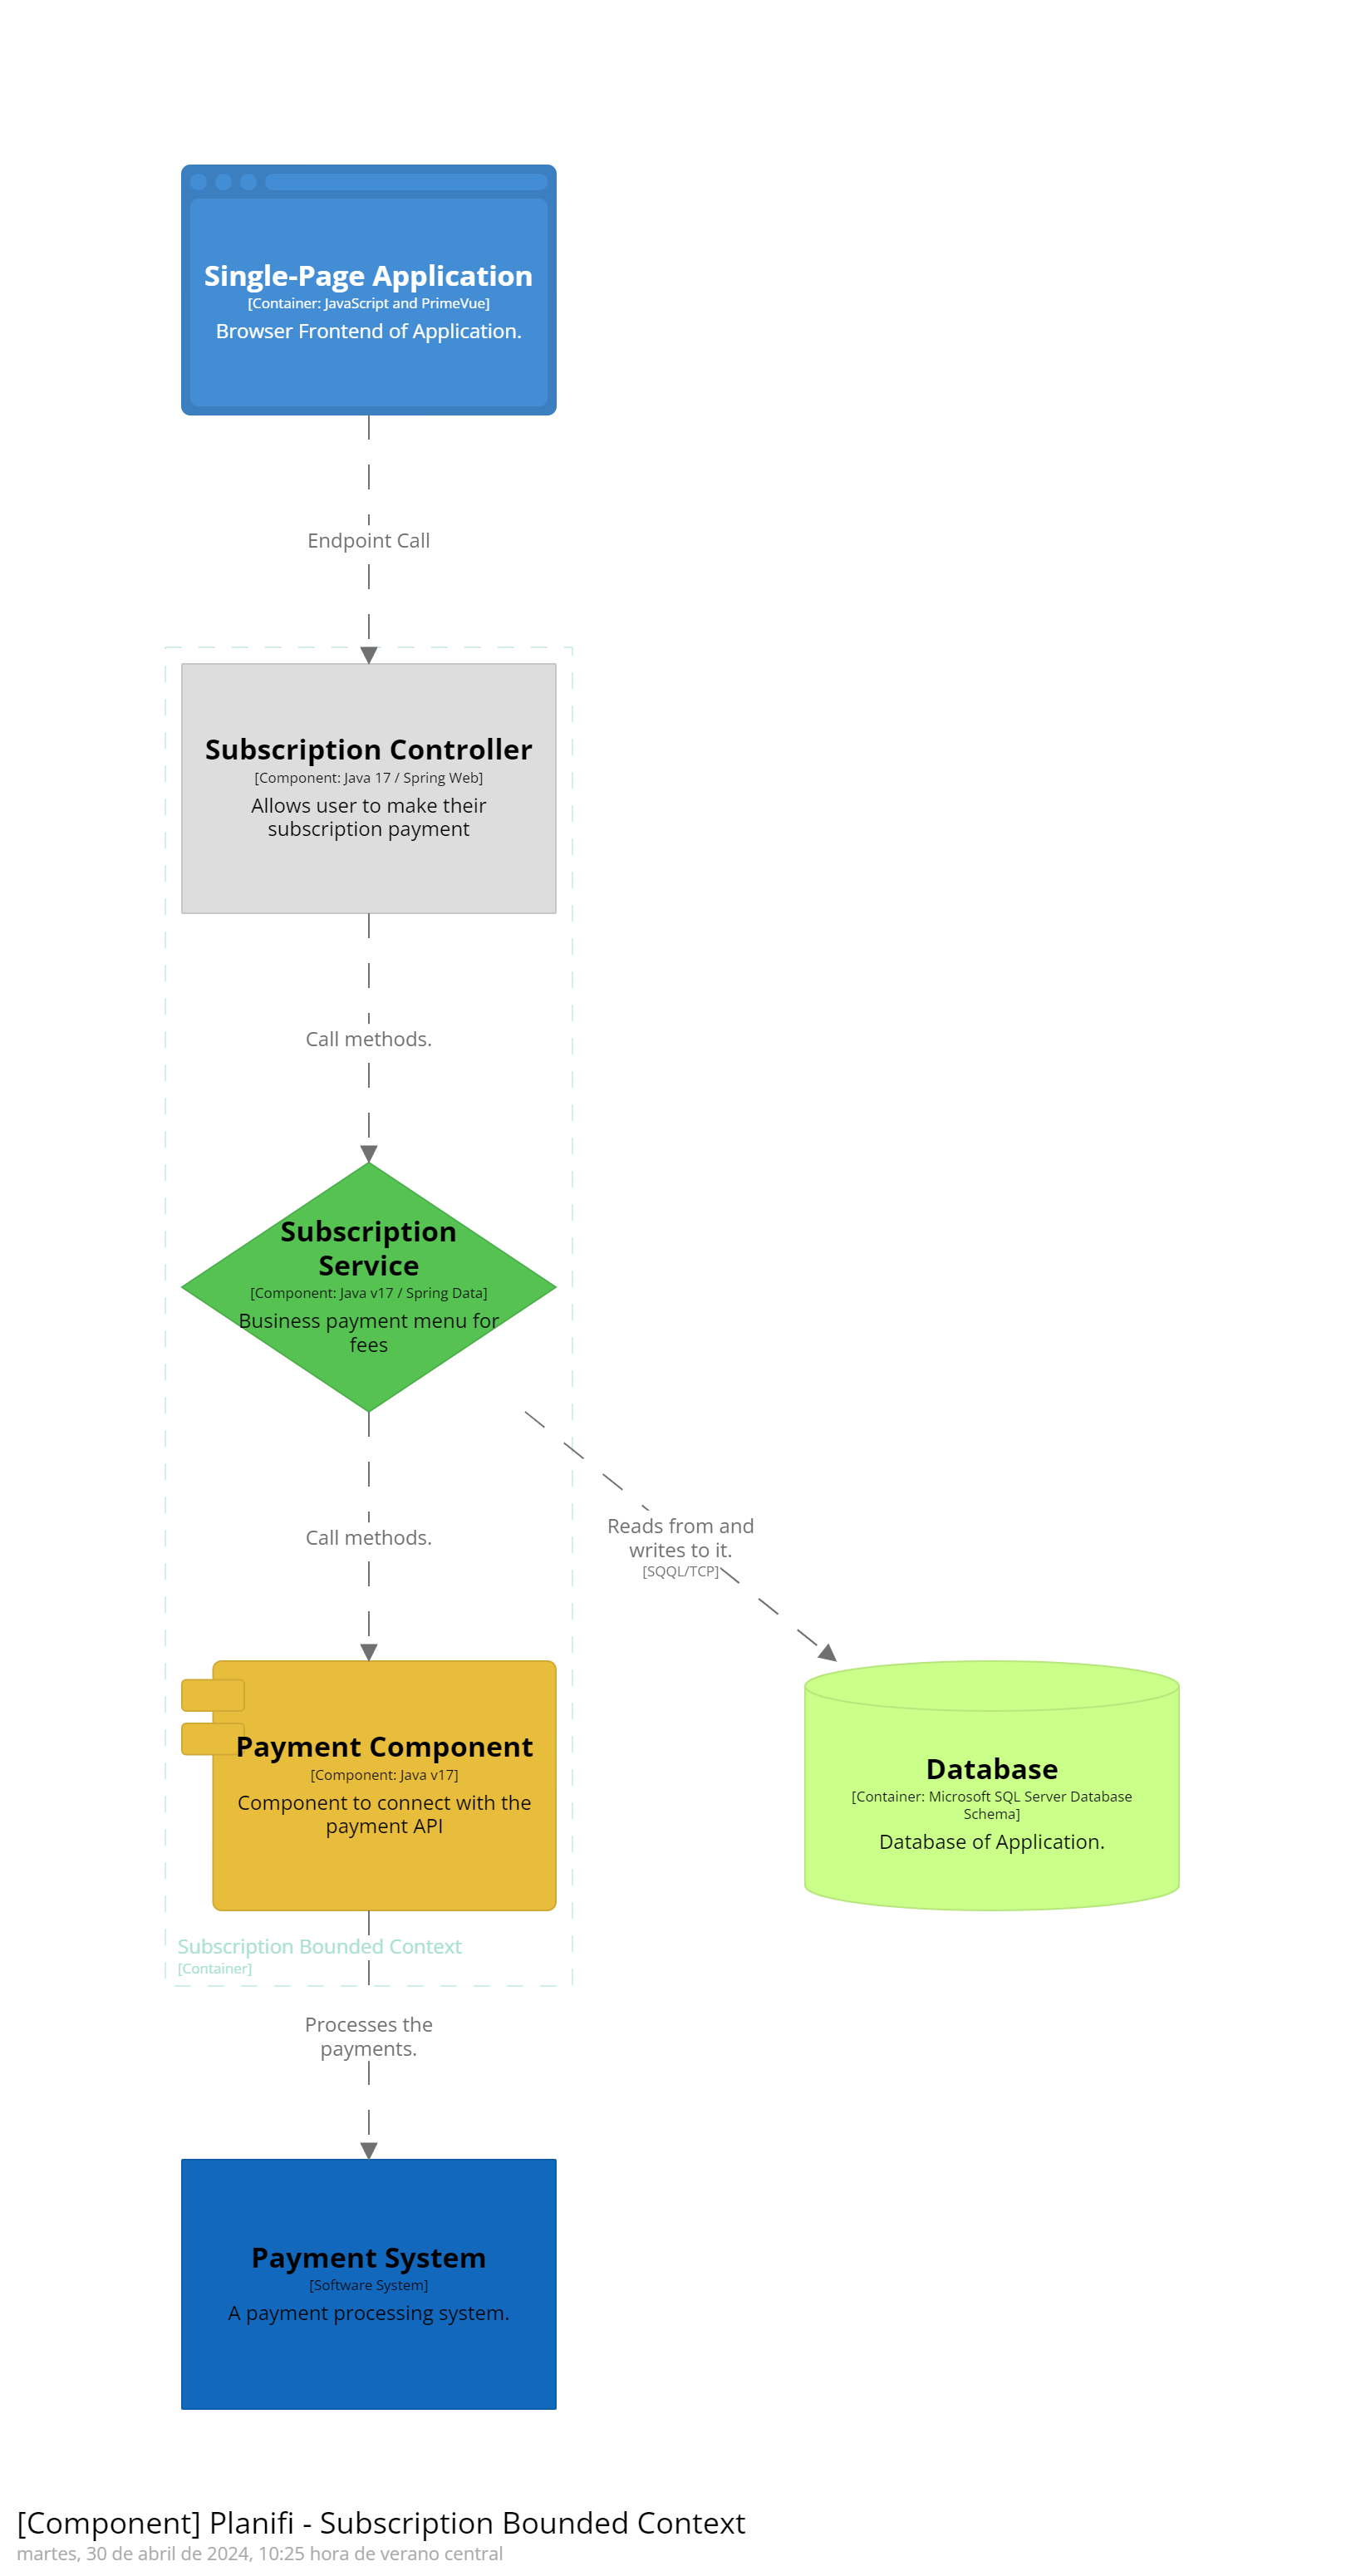 Single-Page Application
[Container: JavaScript and PrimeVue]
Browser Frontend of Application.
Endpoint Call
Subscription Controller
[Component: Java 17 / Spring Web]
Allows user to make their
subscription payment
Call methods.
Subscription
Service
[Component: Java v17 / Spring Data]
Business payment menu for
fees
Call methods.
Reads from and
writes to it.
[SQQL/TCP]
Payment Component
[Component: Java v17]
Component to connect with the
payment API
Database
[Container: Microsoft SQL Server Database
Schema]
Database of Application.
Subscription Bounded Context
[Container]
Processes the
payments.
Payment System
[Software System]
A payment processing system.
[Component] Planifi - Subscription Bounded Context
martes, 30 de abril de 2024, 10:25 hora de verano central